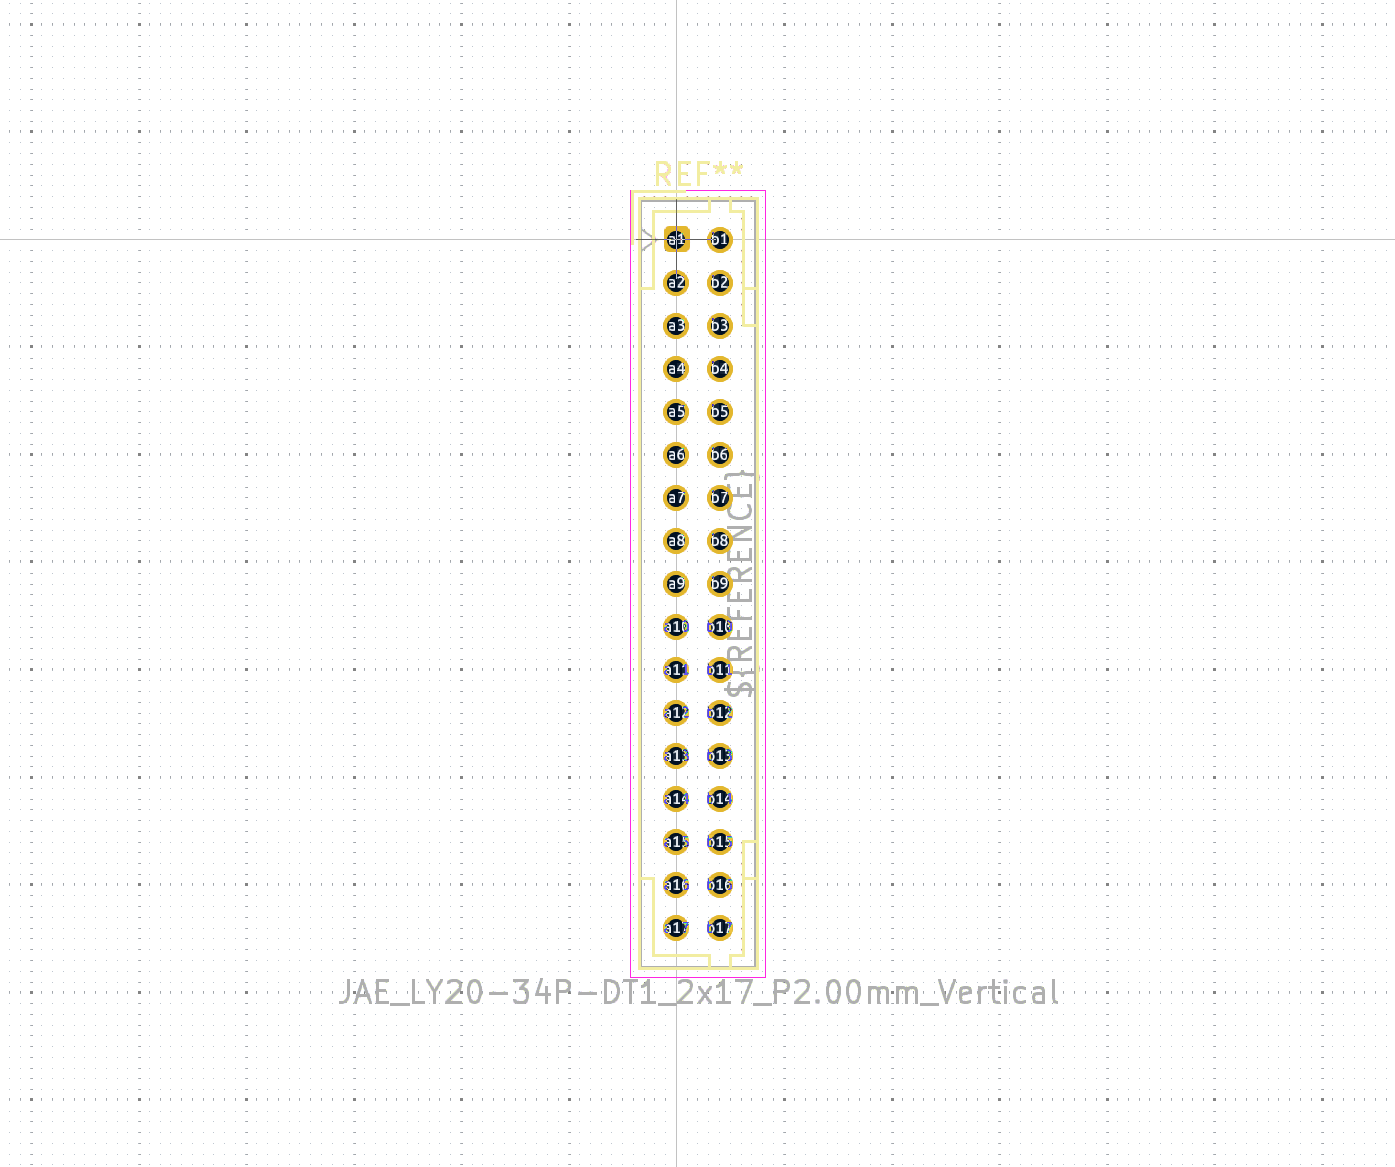 REF**
a1 b1
a2 b2
a3 b3
a4 b4
a5 b5
a6 b6
a7 b7
a8 b8
a9 b9
a10 b10
a11 b11
a12 b12
a13 b13
a14 b14
a15 b15
a16 b16
a17 b17
${REFERENCE}
JAE_LY20-34P-DT1_2x17_P2.00mm_Vertical